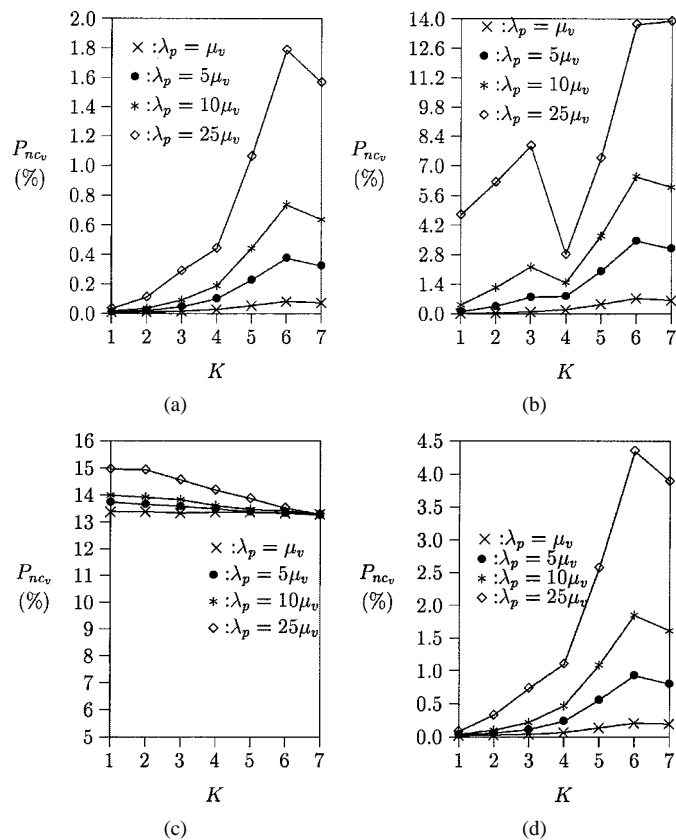 2.0
1.8
1.6
1.4
1.2
1.0
0.8
0.6
0.4
0.2
0.0
P_{nc_v}
(%)
× :λ_p = μ_v
● :λ_p = 5μ_v
* :λ_p = 10μ_v
◇ :λ_p = 25μ_v
1 2 3 4 5 6 7
K
(a)
14.0
12.6
11.2
9.8
8.4
7.0
5.6
4.2
2.8
1.4
0.0
P_{nc_v}
(%)
× :λ_p = μ_v
● :λ_p = 5μ_v
* :λ_p = 10μ_v
◇ :λ_p = 25μ_v
1 2 3 4 5 6 7
K
(b)
16
15
14
13
12
11
10
9
8
7
6
5
P_{nc_v}
(%)
× :λ_p = μ_v
● :λ_p = 5μ_v
* :λ_p = 10μ_v
◇ :λ_p = 25μ_v
1 2 3 4 5 6 7
K
(c)
4.5
4.0
3.5
3.0
2.5
2.0
1.5
1.0
0.5
0.0
P_{nc_v}
(%)
× :λ_p = μ_v
● :λ_p = 5μ_v
* :λ_p = 10μ_v
◇ :λ_p = 25μ_v
1 2 3 4 5 6 7
K
(d)